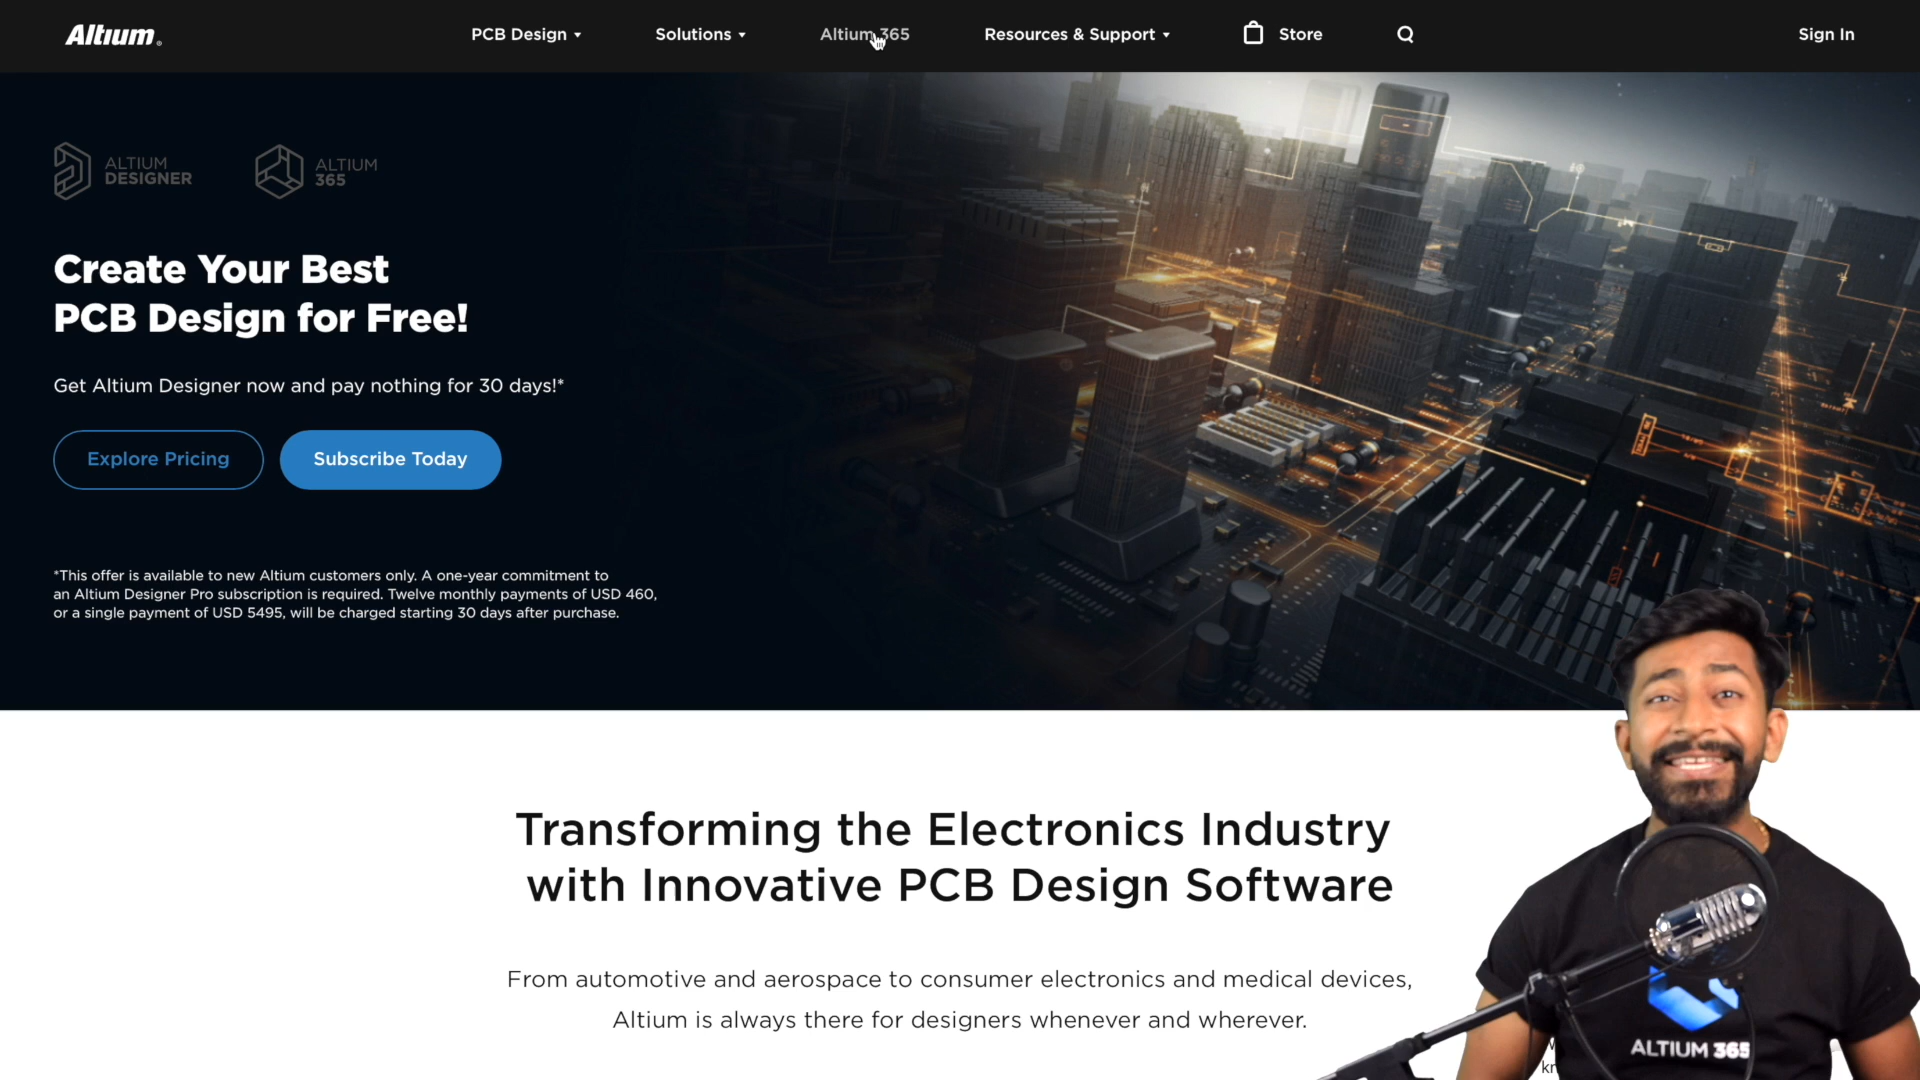 Altium®
PCB Design
Solutions
Altium 365
Resources & Support
Store
Sign In
ALTIUM
DESIGNER
ALTIUM
365
Create Your Best
PCB Design for Free!
Get Altium Designer now and pay nothing for 30 days!*
Explore Pricing
Subscribe Today
*This offer is available to new Altium customers only. A one-year commitment to
an Altium Designer Pro subscription is required. Twelve monthly payments of USD 460,
or a single payment of USD 5495, will be charged starting 30 days after purchase.
Transforming the Electronics Industry
with Innovative PCB Design Software
From automotive and aerospace to consumer electronics and medical devices,
Altium is always there for designers whenever and wherever.
ALTIUM 365